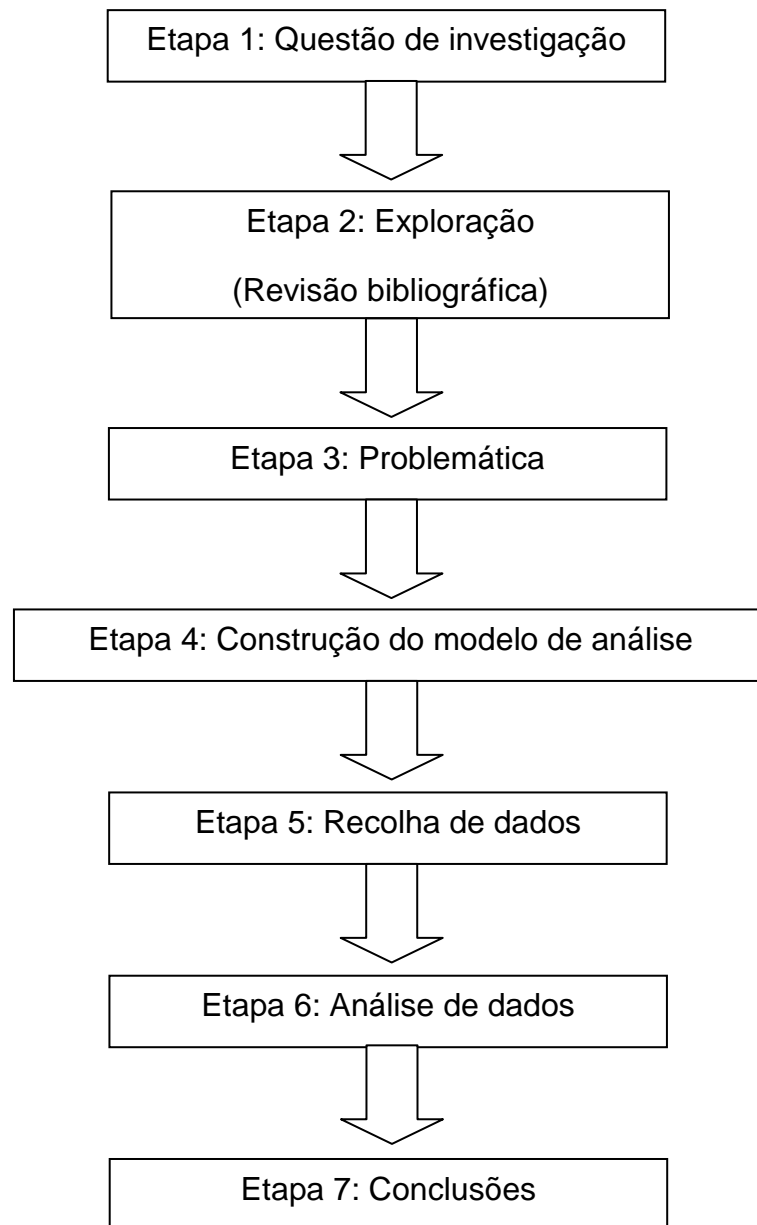 Etapa 1: Questão de investigação
Etapa 2: Exploração
(Revisão bibliográfica)
Etapa 3: Problemática
Etapa 4: Construção do modelo de análise
Etapa 5: Recolha de dados
Etapa 6: Análise de dados
Etapa 7: Conclusões